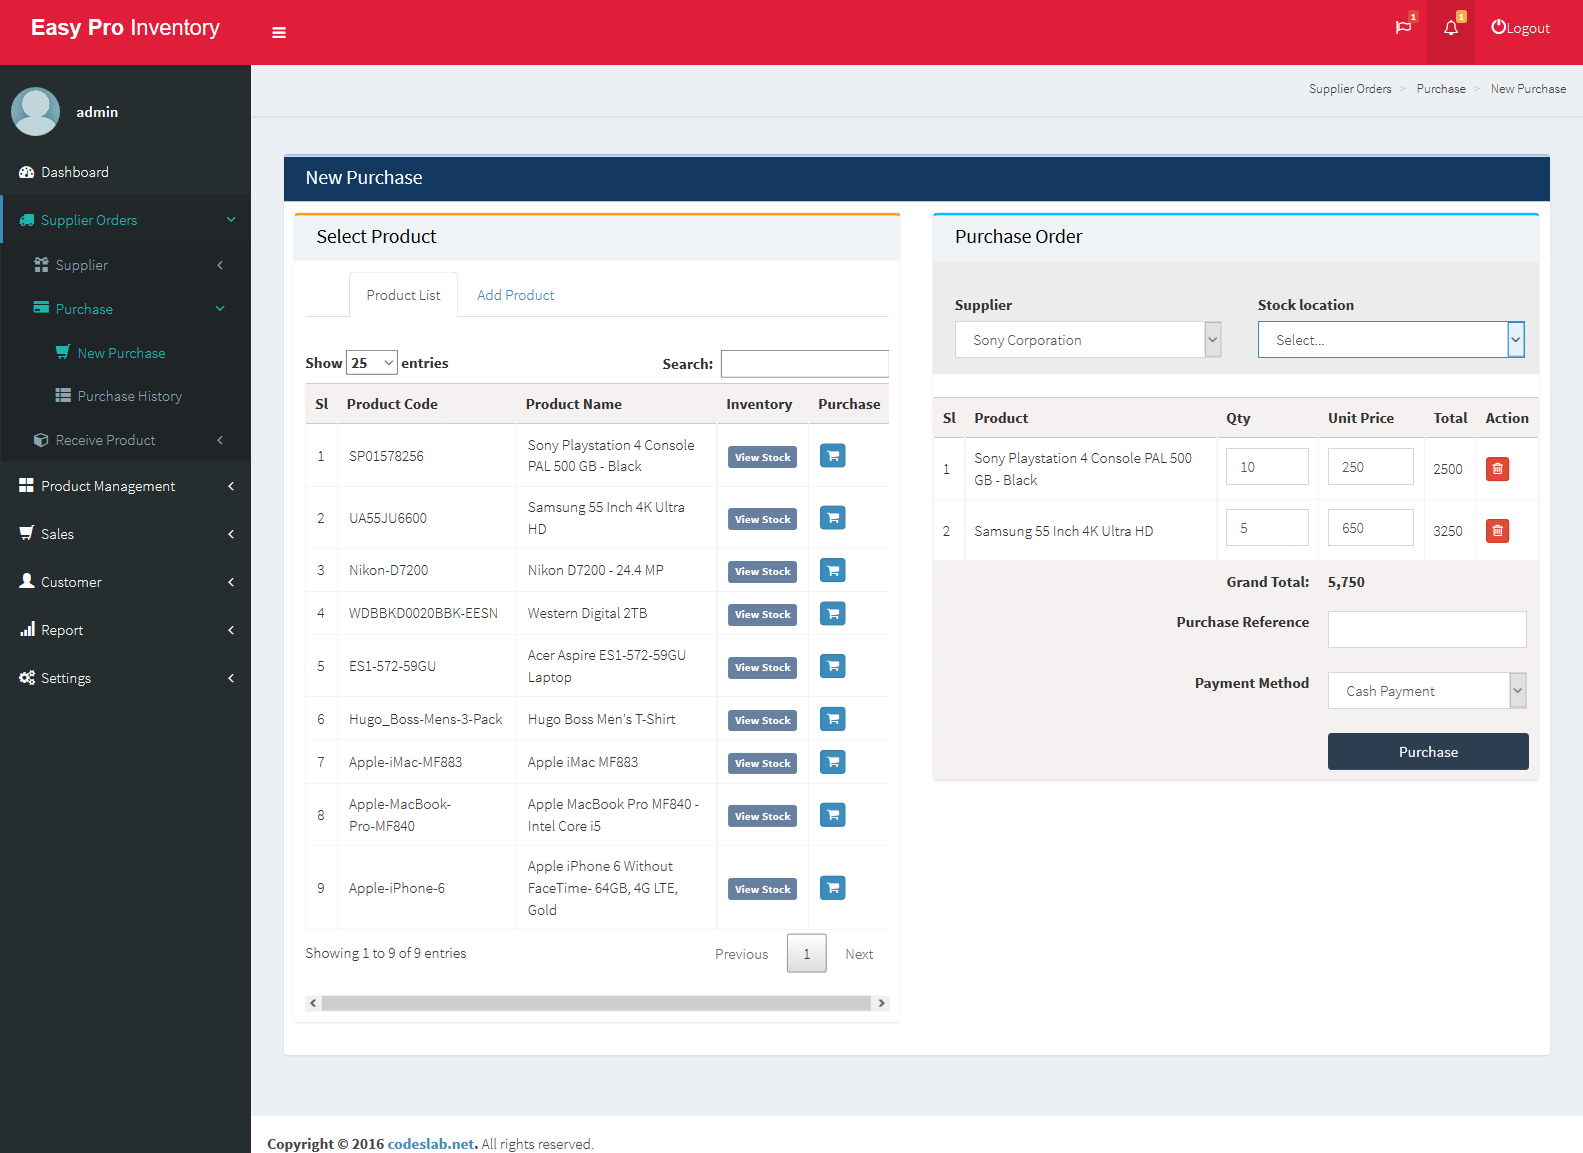 Easy Pro Inventory
1
1
Logout
admin
Supplier Orders > Purchase > New Purchase
Dashboard
Supplier Orders
Supplier
Purchase
New Purchase
Purchase History
Receive Product
Product Management
Sales
Customer
Report
Settings
New Purchase
Select Product
Product List
Add Product
Show 25 entries
Search:
Sl Product Code Product Name Inventory Purchase
1 SP01578256 Sony Playstation 4 Console View Stock
PAL 500 GB - Black
2 UA55JU6600 Samsung 55 Inch 4K Ultra View Stock
HD
3 Nikon-D7200 Nikon D7200 - 24.4 MP View Stock
4 WDBBKD0020BBK-EESN Western Digital 2TB View Stock
5 ES1-572-59GU Acer Aspire ES1-572-59GU View Stock
Laptop
6 Hugo_Boss-Mens-3-Pack Hugo Boss Men's T-Shirt View Stock
7 Apple-iMac-MF883 Apple iMac MF883 View Stock
8 Apple-MacBook- Apple MacBook Pro MF840 - View Stock
Pro-MF840 Intel Core i5
9 Apple-iPhone-6 Apple iPhone 6 Without View Stock
FaceTime- 64GB, 4G LTE,
Gold
Showing 1 to 9 of 9 entries
Previous 1 Next
Purchase Order
Supplier
Sony Corporation
Stock location
Select...
Sl Product Qty Unit Price Total Action
1 Sony Playstation 4 Console PAL 500 10 250 2500
GB - Black
2 Samsung 55 Inch 4K Ultra HD 5 650 3250
Grand Total: 5,750
Purchase Reference
Payment Method Cash Payment
Purchase
Copyright © 2016 codeslab.net. All rights reserved.